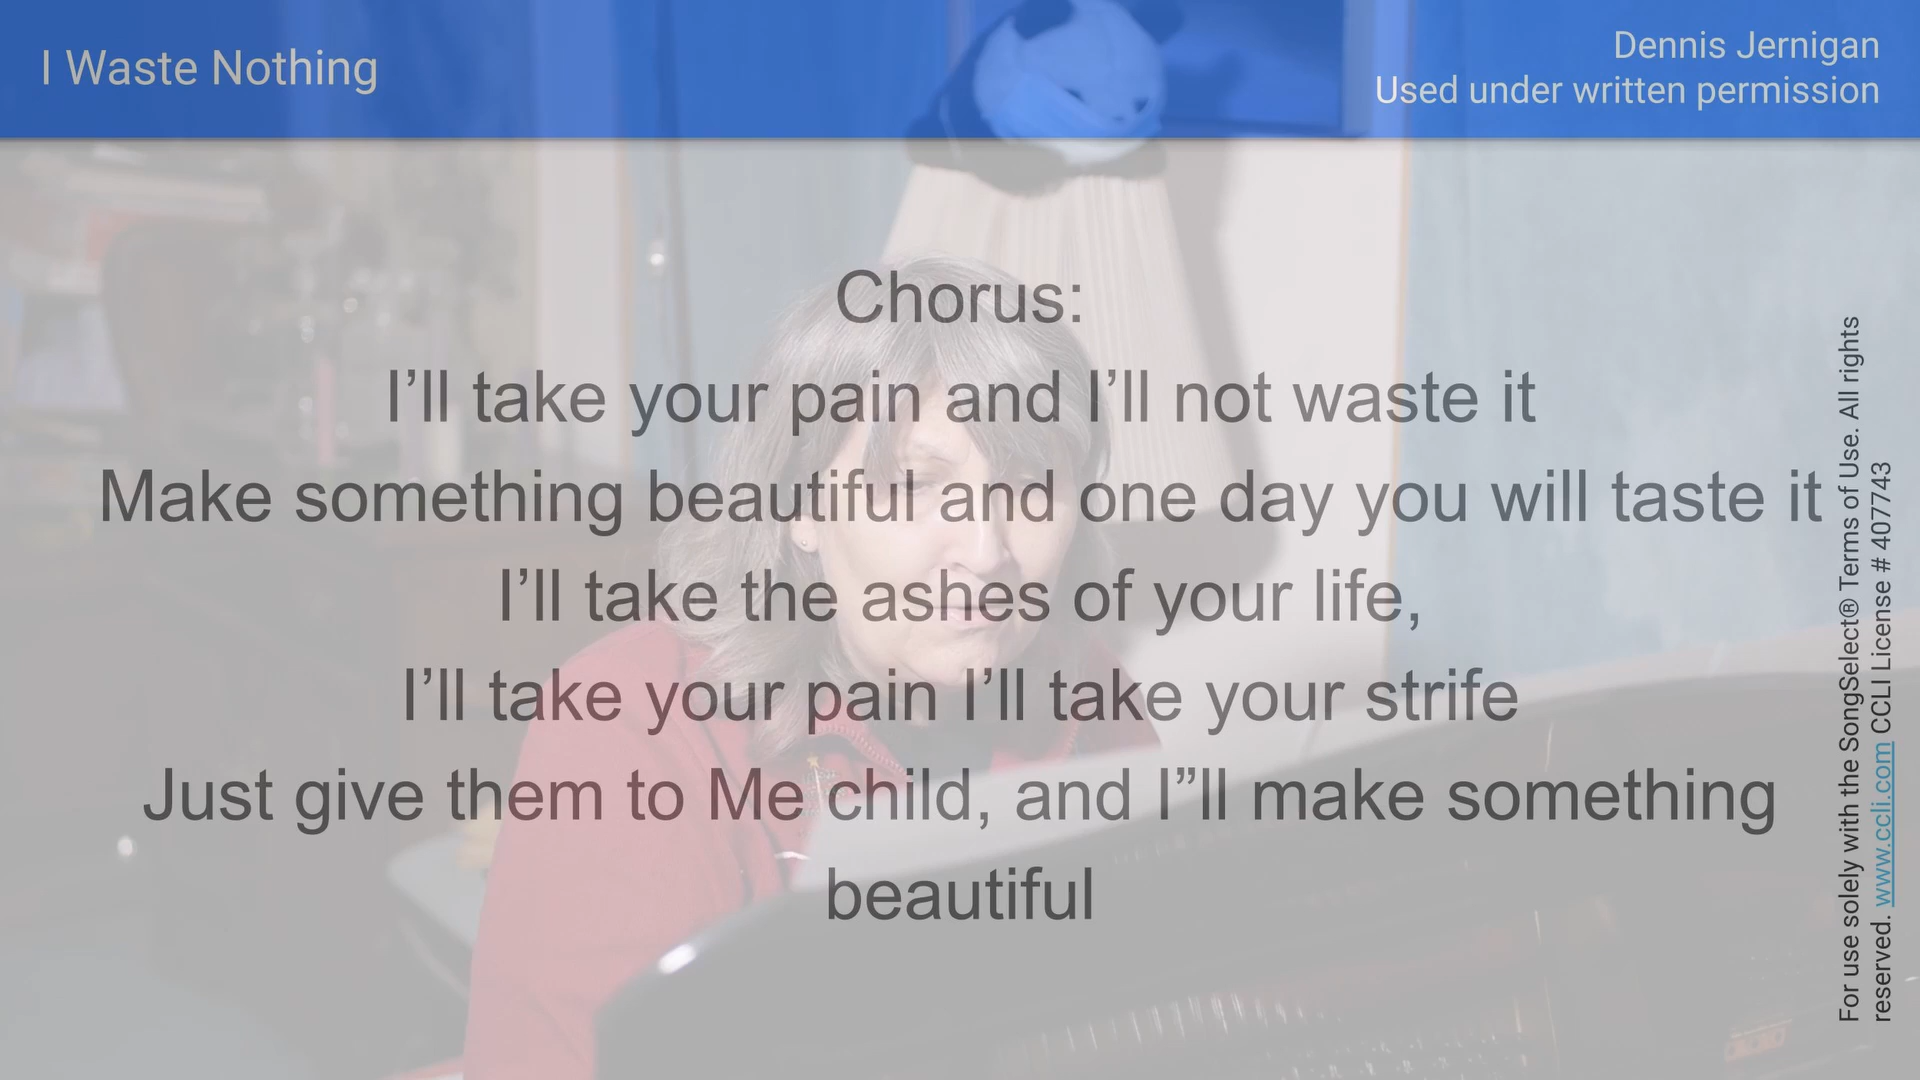 I Waste Nothing
Dennis Jernigan
Used under written permission
Chorus:
I’ll take your pain and I’ll not waste it
Make something beautiful and one day you will taste it
I’ll take the ashes of your life,
I’ll take your pain I’ll take your strife
Just give them to Me child, and I”ll make something
beautiful
For use solely with the SongSelect® Terms of Use. All rights
reserved. www.ccli.com CCLI License # 407743